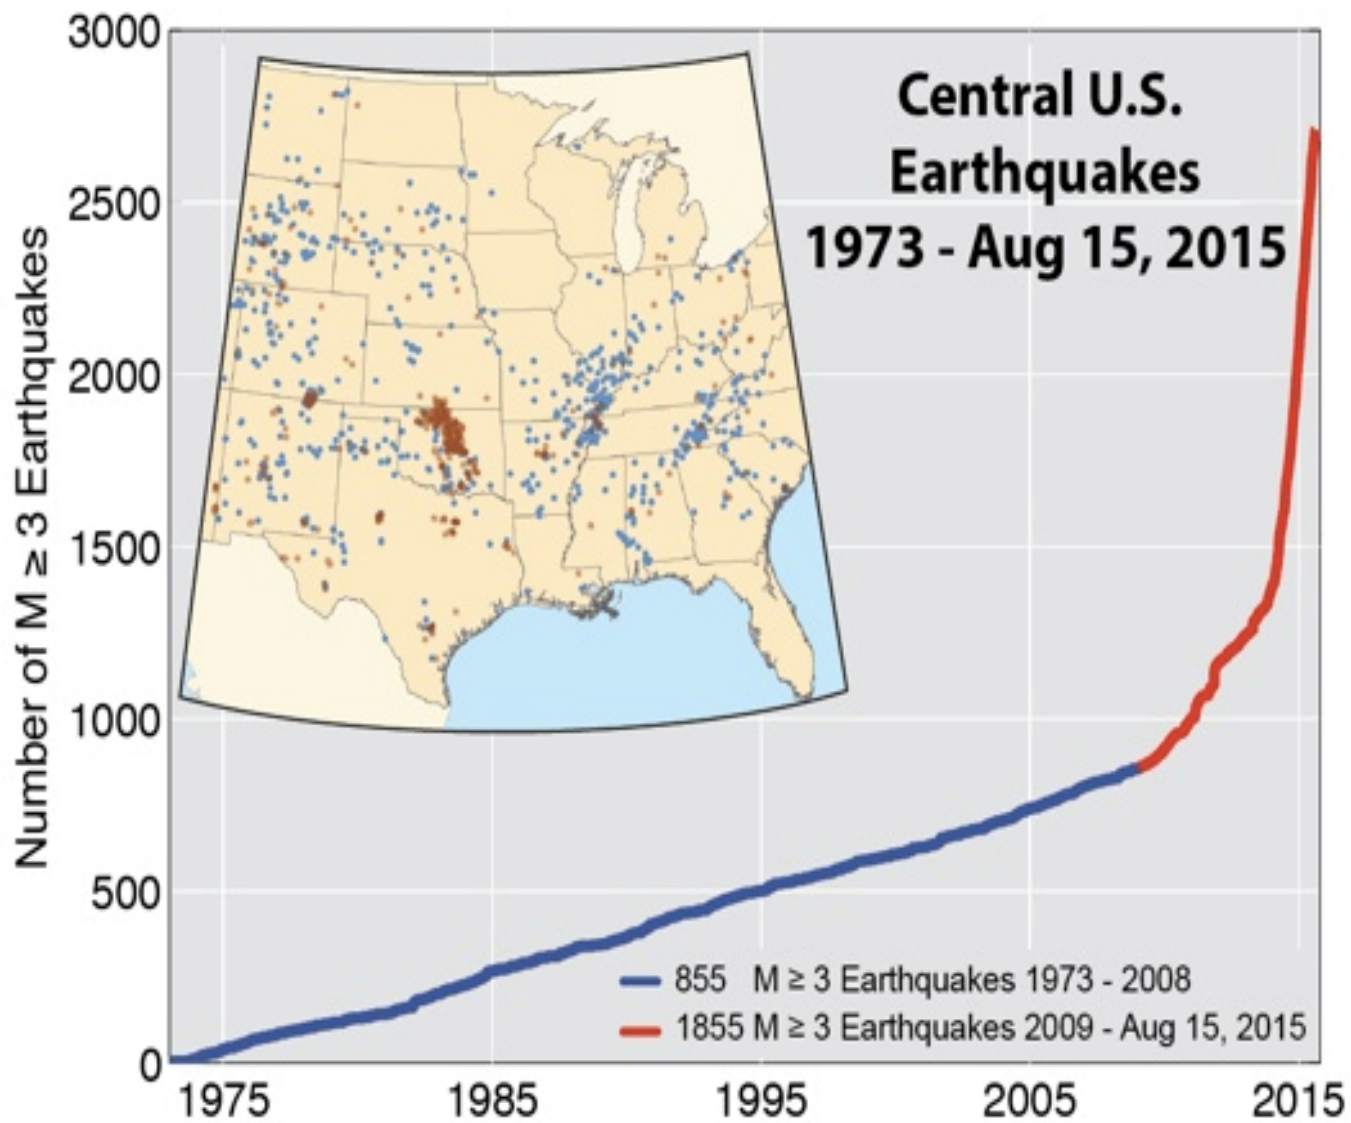 3000
2500
2000
1500
1000
500
0
Number of M ≥ 3 Earthquakes
Central U.S.
Earthquakes
1973 - Aug 15, 2015
855 M ≥ 3 Earthquakes 1973 - 2008
1855 M ≥ 3 Earthquakes 2009 - Aug 15, 2015
1975 1985 1995 2005 2015